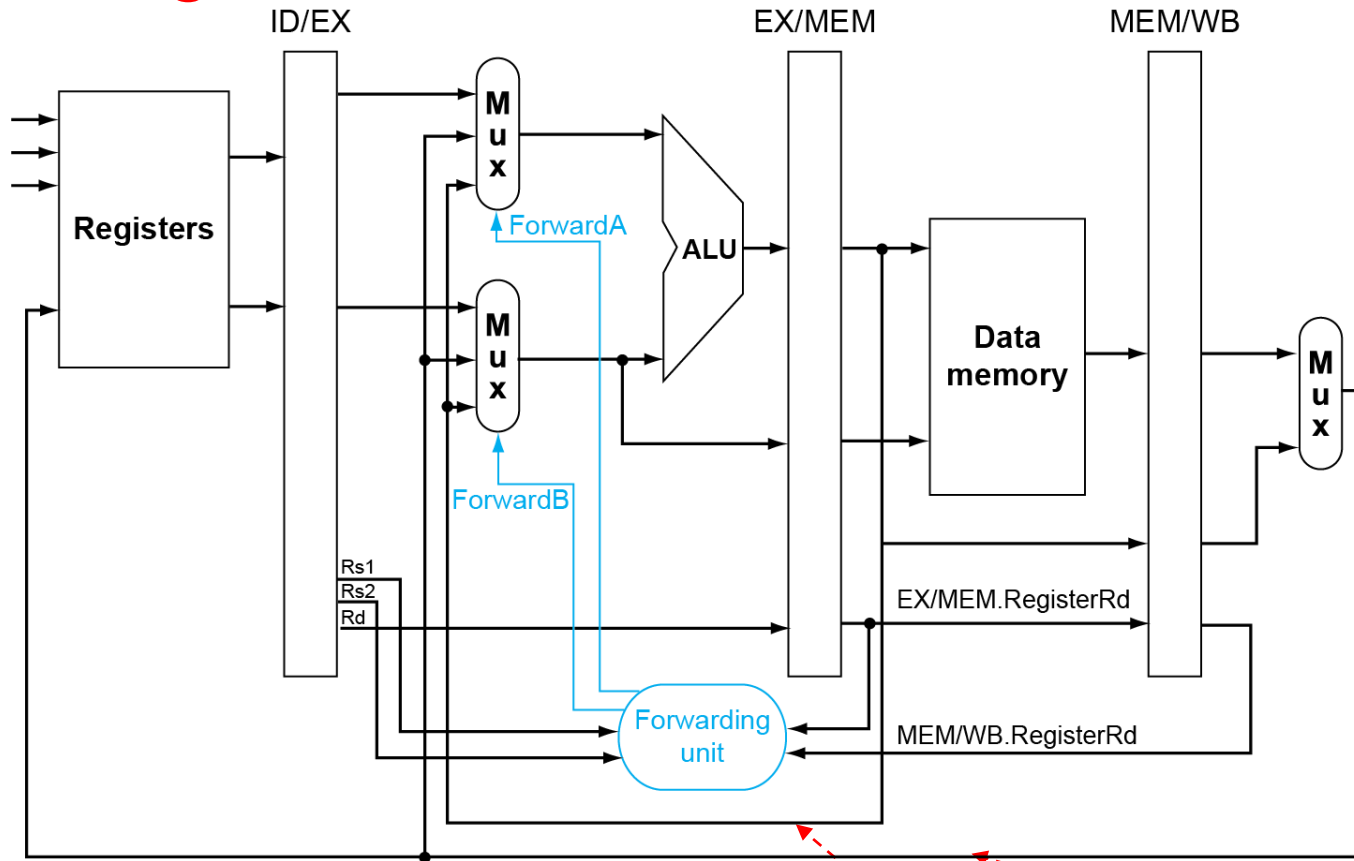 ID/EX
EX/MEM
MEM/WB
Registers
M
u
x
ForwardA
ALU
M
u
x
ForwardB
Data
memory
M
u
x
Rs1
Rs2
Rd
EX/MEM.RegisterRd
Forwarding
unit
MEM/WB.RegisterRd